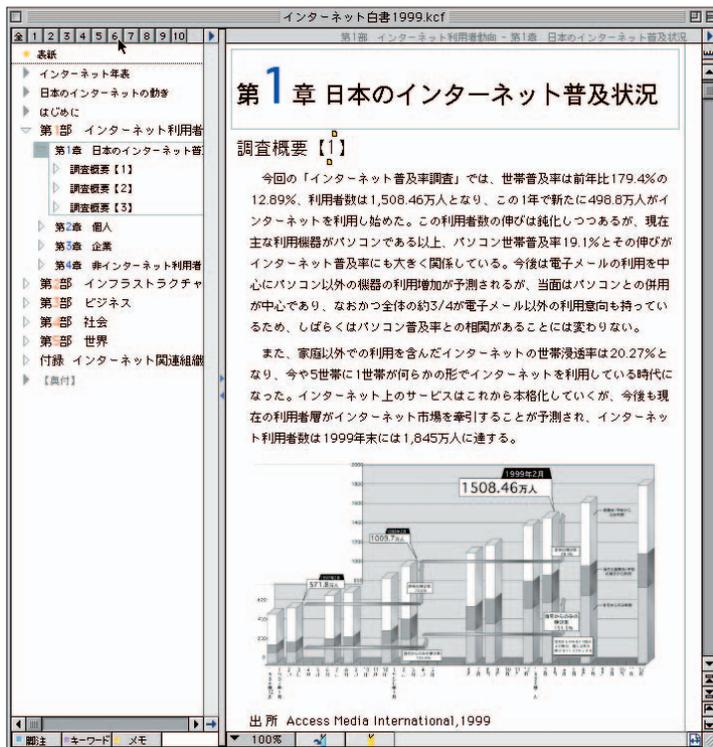 インターネット白書1999.kcf
全 1 2 3 4 5 6 7 8 9 10
第1部 インターネット利用者動向 - 第1章 日本のインターネット普及状況
表紙
インターネット年表
日本のインターネットの動き
はじめに
第1部 インターネット利用者
第1章 日本のインターネット普
調査概要【1】
調査概要【2】
調査概要【3】
第2章 個人
第3章 企業
第4章 非インターネット利用者
第2部 インフラストラクチャ
第3部 ビジネス
第4部 社会
第5部 世界
付録 インターネット関連組織
【奥付】
第1章 日本のインターネット普及状況
調査概要【1】
今回の「インターネット普及率調査」では、世帯普及率は前年比179.4%の
12.89%、利用者数は1,508.46万人となり、この1年で新たに498.8万人がイ
ンターネットを利用し始めた。この利用者数の伸びは鈍化しつつあるが、現在
主な利用機器がパソコンである以上、パソコン世帯普及率19.1%とその伸びが
インターネット普及率にも大きく関係している。今後は電子メールの利用を中
心にパソコン以外の機器の利用増加が予測されるが、当面はパソコンとの併用
が中心であり、なおかつ全体の約3/4が電子メール以外の利用意向も持ってい
るため、しばらくはパソコン普及率との相関があることには変わりない。
また、家庭以外での利用を含んだインターネットの世帯浸透率は20.27%と
なり、今や5世帯に1世帯が何らかの形でインターネットを利用している時代に
なった。インターネット上のサービスはこれから本格化していくが、今後も現
在の利用者層がインターネット市場を牽引することが予測され、インターネッ
ト利用者数は1999年末には1,845万人に達する。
2000
1800
1600
1400
1200
1000
800
600
400
200
0
1999年2月
1508.46万人
1009.7万人
571.8万人
出所 Access Media International,1999
脚注 キーワード メモ
100%